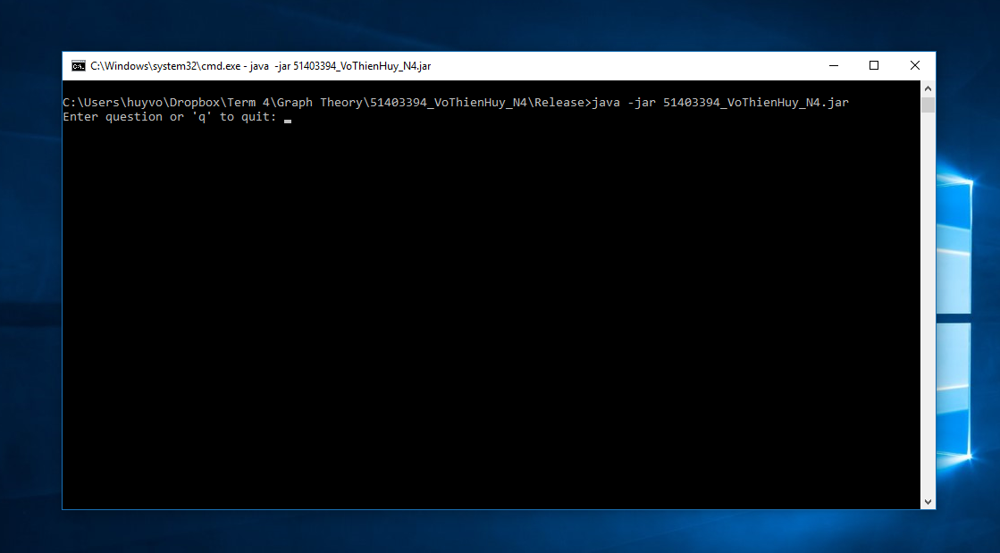 C:\Windows\system32\cmd.exe - java  -jar 51403394_VoThienHuy_N4.jar
C:\Users\huyvo\Dropbox\Term 4\Graph Theory\51403394_VoThienHuy_N4\Release>java -jar 51403394_VoThienHuy_N4.jar
Enter question or 'q' to quit: